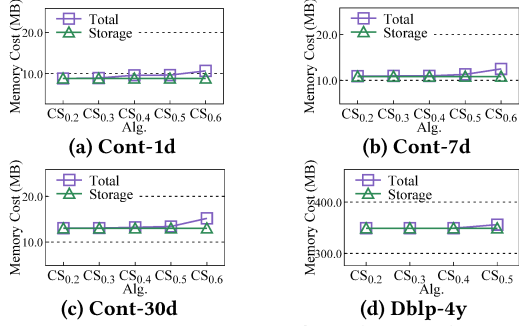 Memory Cost (MB)
20.0
10.0
Total
Storage
CS0.2 CS0.3 CS0.4 CS0.5 CS0.6
Alg.
(a) Cont-1d
Memory Cost (MB)
20.0
10.0
Total
Storage
CS0.2 CS0.3 CS0.4 CS0.5 CS0.6
Alg.
(b) Cont-7d
Memory Cost (MB)
20.0
10.0
Total
Storage
CS0.2 CS0.3 CS0.4 CS0.5 CS0.6
(c) Cont-30d
Memory Cost (MB)
400.0
300.0
Total
Storage
CS0.2 CS0.3 CS0.4 CS0.5
(d) Dblp-4y